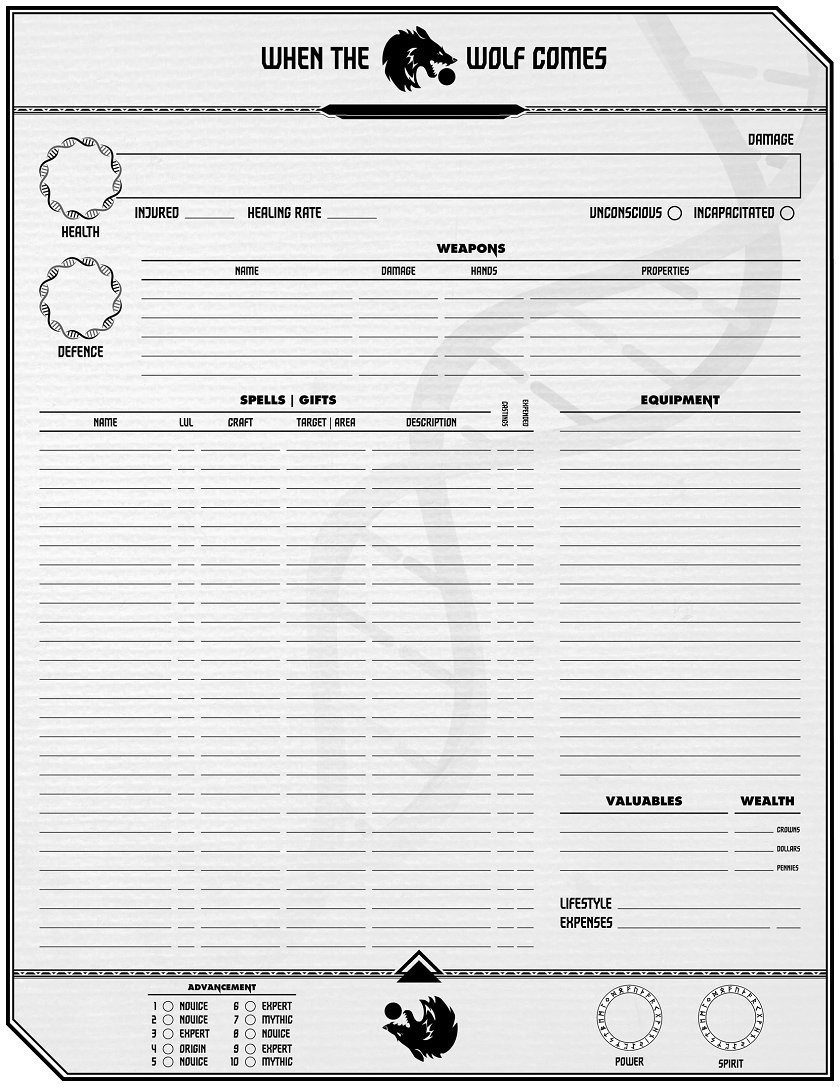 WHEN THE WOLF COMES
DAMAGE
INJURED HEALING RATE UNCONSCIOUS INCAPACITATED
HEALTH
WEAPONS
NAME DAMAGE HANDS PROPERTIES
DEFENCE
SPELLS | GIFTS
NAME LVL CRAFT TARGET | AREA DESCRIPTION CASTINGS EXPENDED
EQUIPMENT
VALUABLES WEALTH
CROWNS
DOLLARS
PENNIES
LIFESTYLE
EXPENSES
ADVANCEMENT
1 NOVICE 6 EXPERT
2 NOVICE 7 MYTHIC
3 EXPERT 8 NOVICE
4 ORIGIN 9 EXPERT
5 NOVICE 10 MYTHIC
POWER SPIRIT